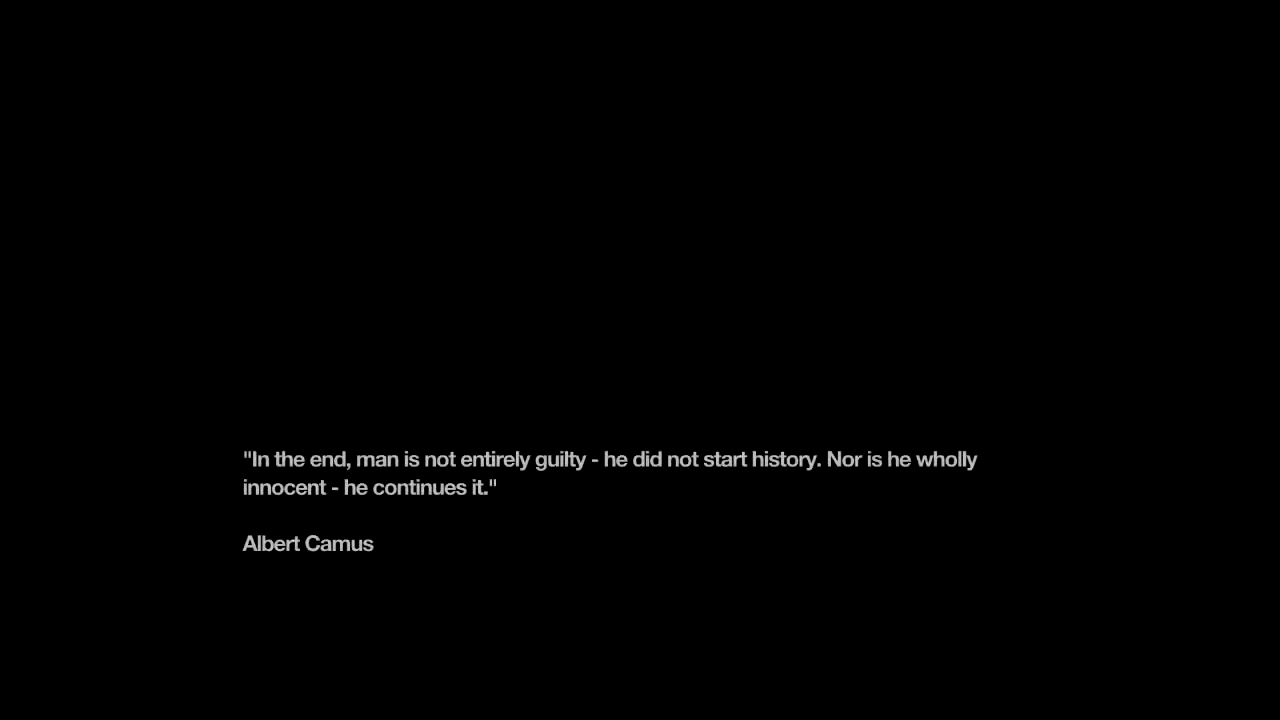 "In the end, man is not entirely guilty - he did not start history. Nor is he wholly
innocent - he continues it."
Albert Camus